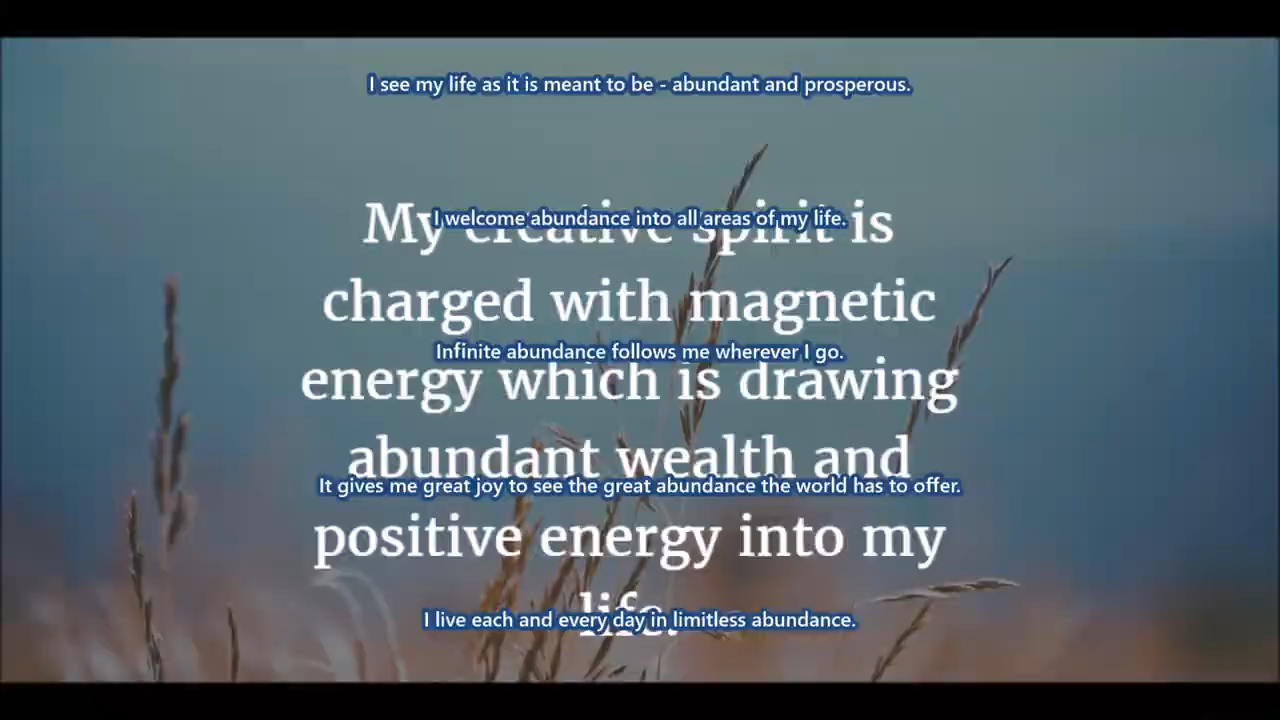 I see my life as it is meant to be - abundant and prosperous.
My creative spirit is
I welcome abundance into all areas of my life.
charged with magnetic
Infinite abundance follows me wherever I go.
energy which is drawing
abundant wealth and
It gives me great joy to see the great abundance the world has to offer.
positive energy into my
life.
I live each and every day in limitless abundance.